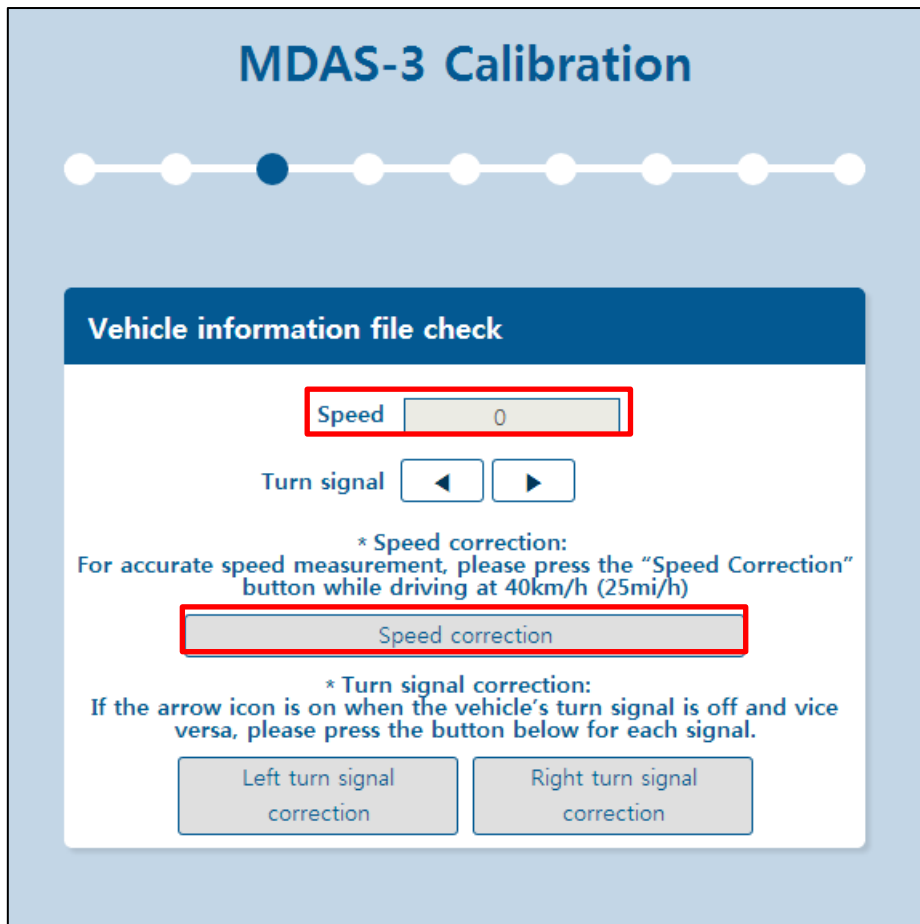 MDAS-3 Calibration
Vehicle information file check
Speed 0
Turn signal ◀ ▶
* Speed correction:
For accurate speed measurement, please press the “Speed Correction”
button while driving at 40km/h (25mi/h)
Speed correction
* Turn signal correction:
If the arrow icon is on when the vehicle’s turn signal is off and vice
versa, please press the button below for each signal.
Left turn signal
correction
Right turn signal
correction